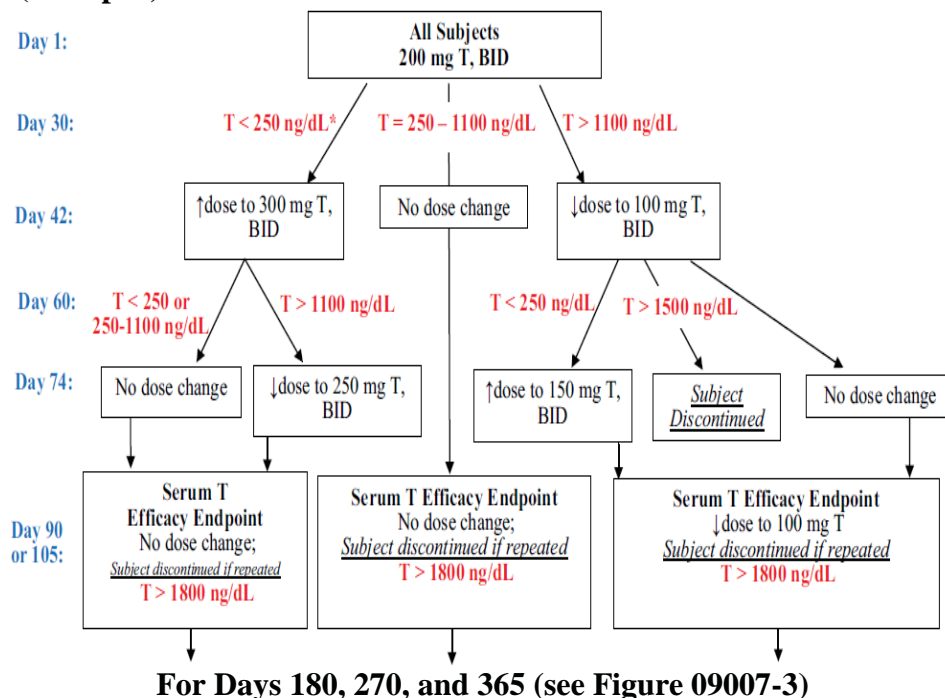 Day 1:
All Subjects
200 mg T, BID
Day 30:
T < 250 ng/dL*
T = 250 – 1100 ng/dL
T > 1100 ng/dL
Day 42:
↑dose to 300 mg T,
BID
No dose change
↓dose to 100 mg T,
BID
Day 60:
T < 250 or
250-1100 ng/dL
T > 1100 ng/dL
T < 250 ng/dL
T > 1500 ng/dL
Day 74:
No dose change
↓dose to 250 mg T,
BID
↑dose to 150 mg T,
BID
Subject
Discontinued
No dose change
Day 90
or 105:
Serum T
Efficacy Endpoint
No dose change;
Subject discontinued if repeated
T > 1800 ng/dL
Serum T Efficacy Endpoint
No dose change;
Subject discontinued if repeated
T > 1800 ng/dL
Serum T Efficacy Endpoint
↓dose to 100 mg T
Subject discontinued if repeated
T > 1800 ng/dL
For Days 180, 270, and 365 (see Figure 09007-3)